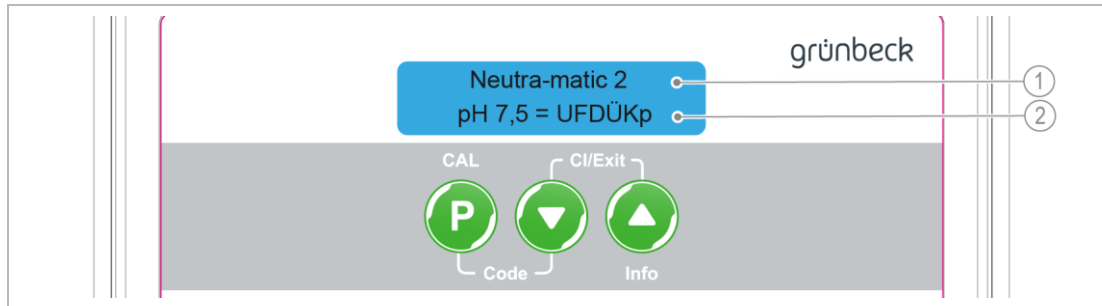 grünbeck
Neutra-matic 2
1
pH 7,5 = UFDÜKp
2
CAL
Cl/Exit
P
Code
Info